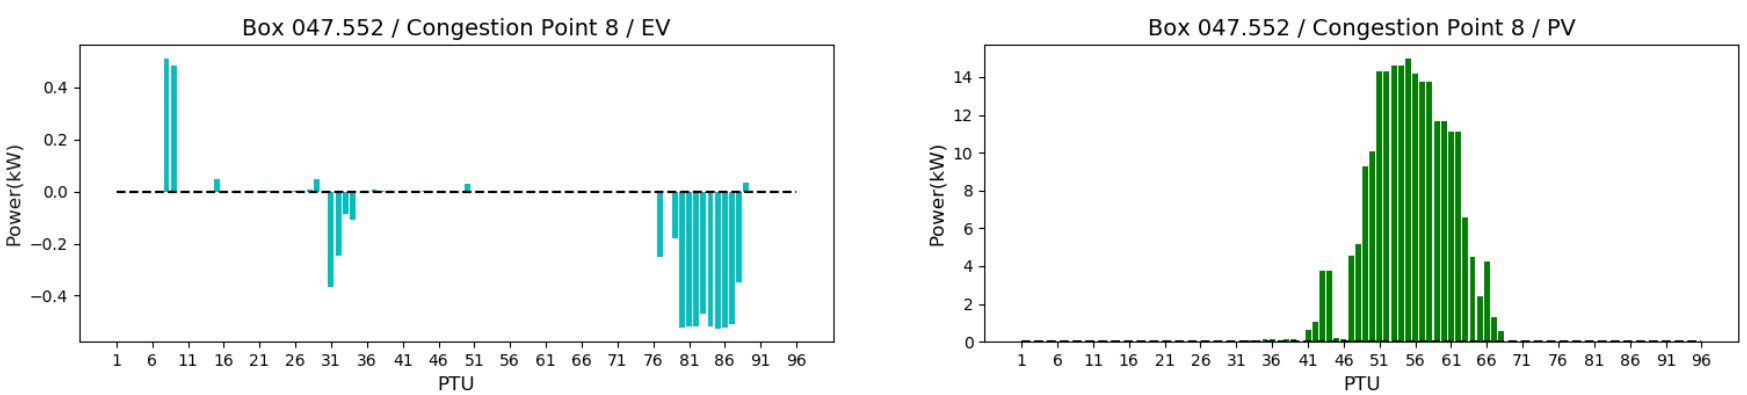 Box 047.552 / Congestion Point 8 / EV
Power(kW)
0.4
0.2
0.0
−0.2
−0.4
1 6 11 16 21 26 31 36 41 46 51 56 61 66 71 76 81 86 91 96
PTU
Box 047.552 / Congestion Point 8 / PV
Power(kW)
14
12
10
8
6
4
2
0
1 6 11 16 21 26 31 36 41 46 51 56 61 66 71 76 81 86 91 96
PTU